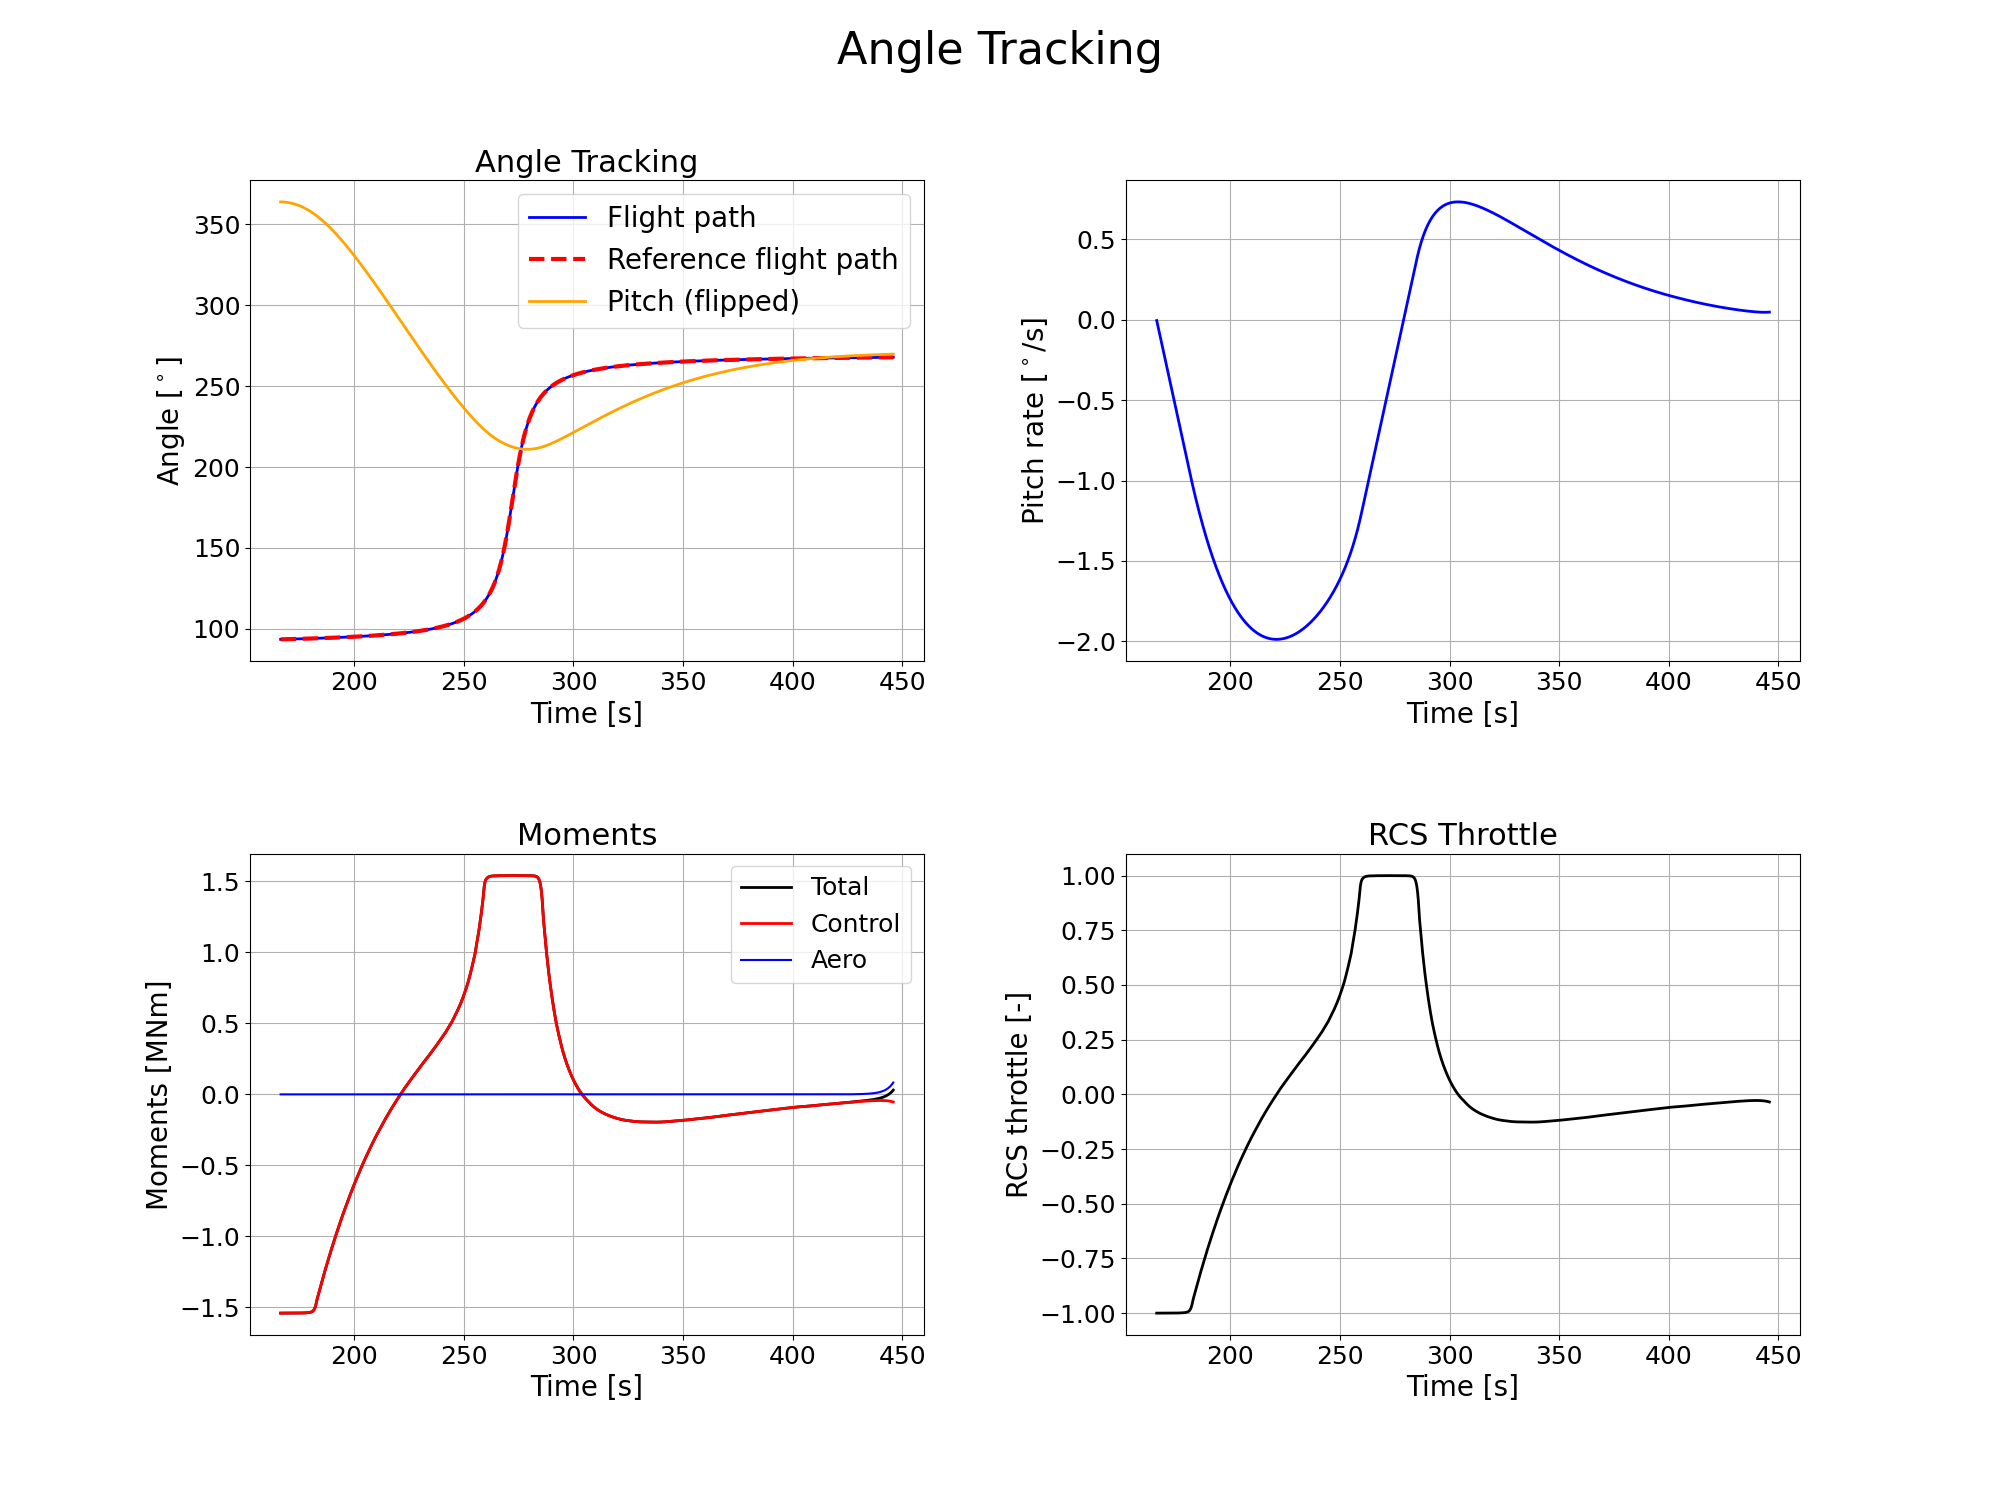 Angle Tracking
Angle Tracking
Flight path
Reference flight path
Pitch (flipped)
350
300
250
200
150
100
Angle [°]
200 250 300 350 400 450
Time [s]
0.5
0.0
−0.5
−1.0
−1.5
−2.0
Pitch rate [°/s]
200 250 300 350 400 450
Time [s]
Moments
Total
Control
Aero
1.5
1.0
0.5
0.0
−0.5
−1.0
−1.5
Moments [MNm]
200 250 300 350 400 450
Time [s]
RCS Throttle
1.00
0.75
0.50
0.25
0.00
−0.25
−0.50
−0.75
−1.00
RCS throttle [-]
200 250 300 350 400 450
Time [s]